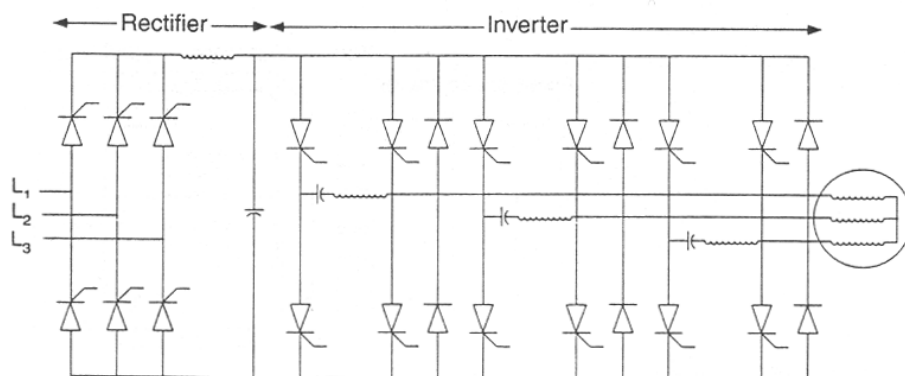 Rectifier
Inverter
L₁
L₂
L₃